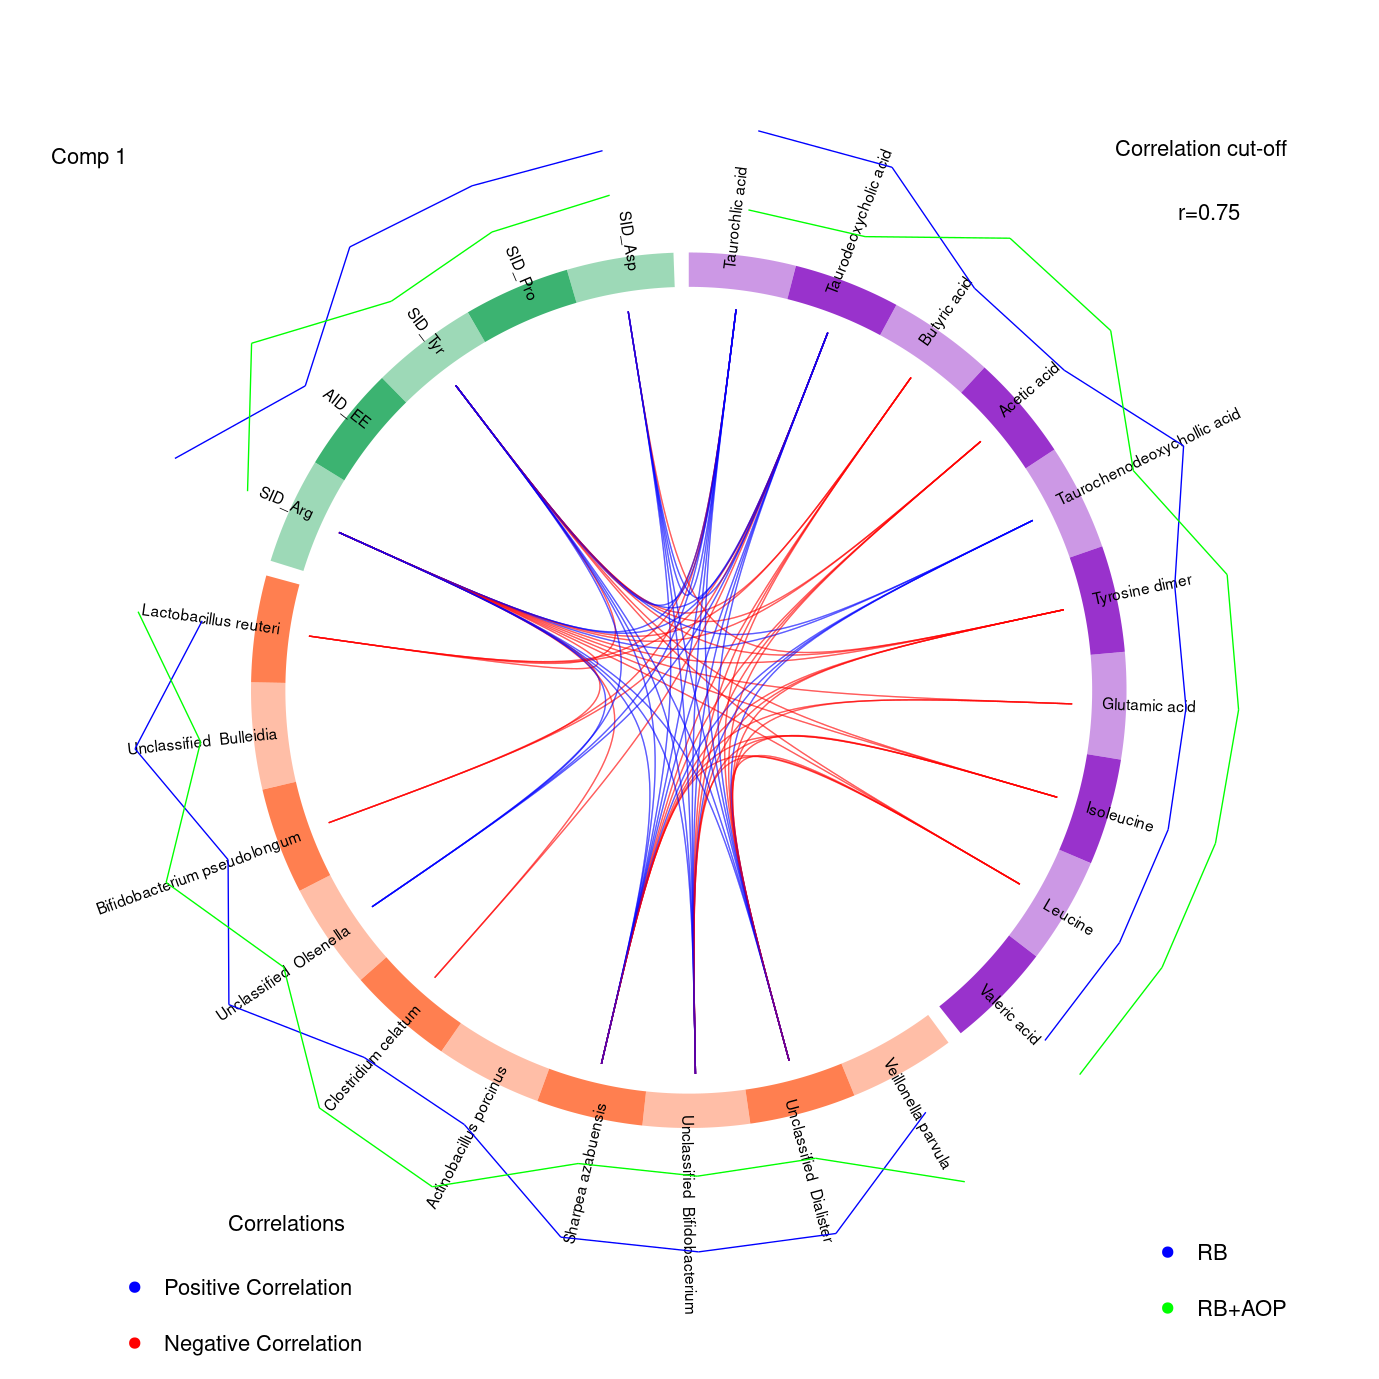 Comp 1
Correlation cut-off
r=0.75
Taurochlic acid
Taurodeoxycholic acid
Butyric acid
Acetic acid
Taurochenodeoxychollic acid
Tyrosine dimer
Glutamic acid
Isoleucine
Leucine
Valeric acid
Veillonella parvula
Unclassified Dialister
Unclassified Bifidobacterium
Sharpea azabuensis
Actinobacillus porcinus
Clostridium celatum
Unclassified Olsenella
Bifidobacterium pseudolongum
Unclassified Bulleidia
Lactobacillus reuteri
SID_Arg
AID_EE
SID_Tyr
SID_Pro
SID_Asp
Correlations
Positive Correlation
Negative Correlation
RB
RB+AOP